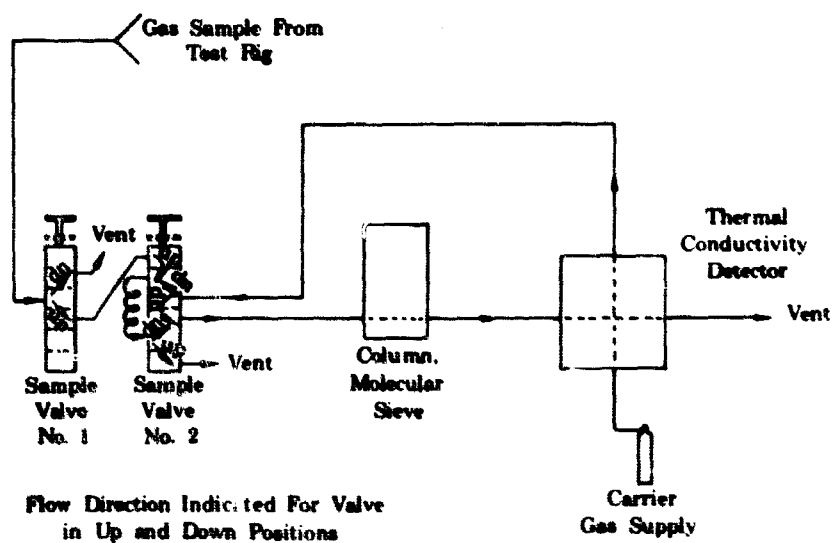 Gas Sample From
Test Rig
Vent
Thermal
Conductivity
Detector
Vent
Vent
Sample
Valve
No. 1
Sample
Valve
No. 2
Column,
Molecular
Sieve
Carrier
Gas Supply
Flow Direction Indicated For Valve
in Up and Down Positions